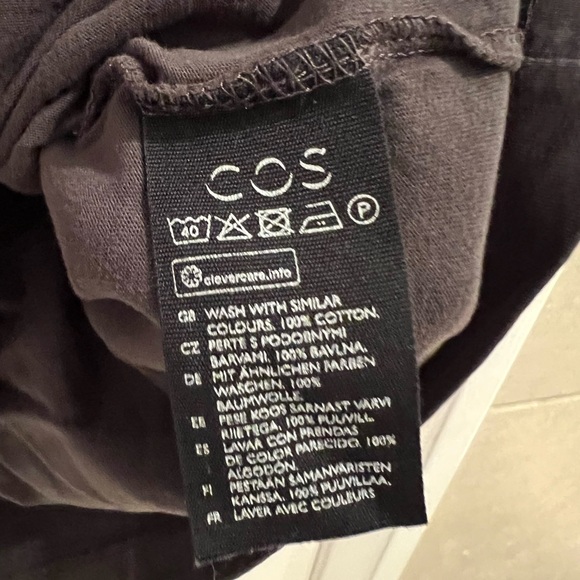 COS
40 P
clevercare.info
GB WASH WITH SIMILAR
COLOURS. 100% COTTON.
CZ PERTE S PODOBNÝMI
BARVAMI. 100% BAVLNA.
DE MIT ÄHNLICHEN FARBEN
WASCHEN. 100%
BAUMWOLLE.
EE PESE KOOS SARNAST VÄRVI
RIIETEGA. 100% PUUVILL.
ES LAVAR CON PRENDAS
DE COLOR PARECIDO. 100%
ALGODÓN.
FI PESTÄÄN SAMANVÄRISTEN
KANSSA. 100% PUUVILLAA.
FR LAVER AVEC COULEURS